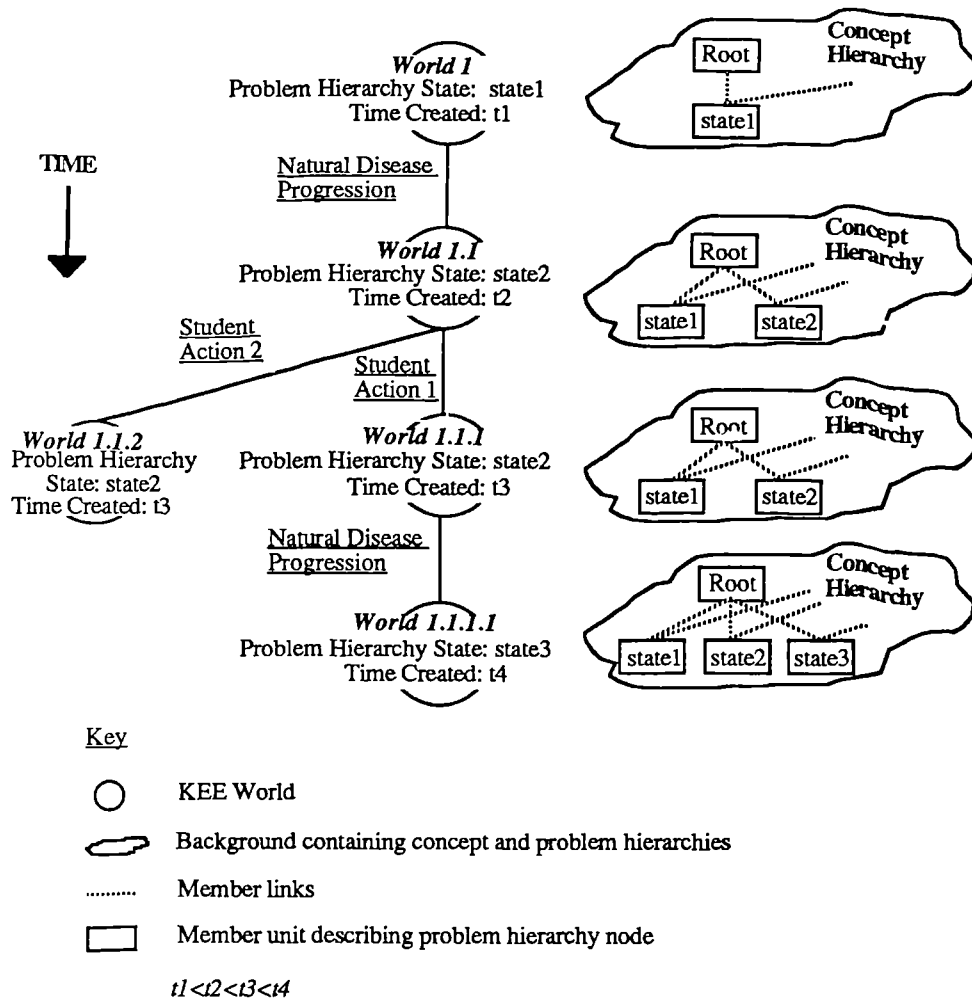 World 1
Problem Hierarchy State: state1
Time Created: t1
Concept
Hierarchy
Root
state1
TIME
Natural Disease
Progression
World 1.1
Problem Hierarchy State: state2
Time Created: t2
Concept
Hierarchy
Root
state1
state2
Student
Action 2
Student
Action 1
World 1.1.2
Problem Hierarchy
State: state2
Time Created: t3
World 1.1.1
Problem Hierarchy State: state2
Time Created: t3
Concept
Hierarchy
Root
state1
state2
Natural Disease
Progression
World 1.1.1.1
Problem Hierarchy State: state3
Time Created: t4
Concept
Hierarchy
Root
state1
state2
state3
Key
KEE World
Background containing concept and problem hierarchies
Member links
Member unit describing problem hierarchy node
t1<t2<t3<t4